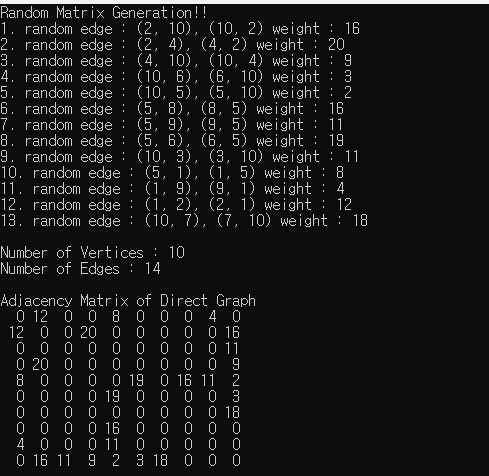 Random Matrix Generation!!
1. random edge : (2, 10), (10, 2) weight : 16
2. random edge : (2, 4), (4, 2) weight : 20
3. random edge : (4, 10), (10, 4) weight : 9
4. random edge : (10, 6), (6, 10) weight : 3
5. random edge : (10, 5), (5, 10) weight : 2
6. random edge : (5, 8), (8, 5) weight : 16
7. random edge : (5, 9), (9, 5) weight : 11
8. random edge : (5, 6), (6, 5) weight : 19
9. random edge : (10, 3), (3, 10) weight : 11
10. random edge : (5, 1), (1, 5) weight : 8
11. random edge : (1, 9), (9, 1) weight : 4
12. random edge : (1, 2), (2, 1) weight : 12
13. random edge : (10, 7), (7, 10) weight : 18
Number of Vertices : 10
Number of Edges : 14
Adjacency Matrix of Direct Graph
0 12 0 0 8 0 0 0 4 0
12 0 0 20 0 0 0 0 0 16
0 0 0 0 0 0 0 0 0 11
0 20 0 0 0 0 0 0 0 9
8 0 0 0 0 19 0 16 11 2
0 0 0 0 19 0 0 0 0 3
0 0 0 0 0 0 0 0 0 18
0 0 0 0 16 0 0 0 0 0
4 0 0 0 11 0 0 0 0 0
0 16 11 9 2 3 18 0 0 0